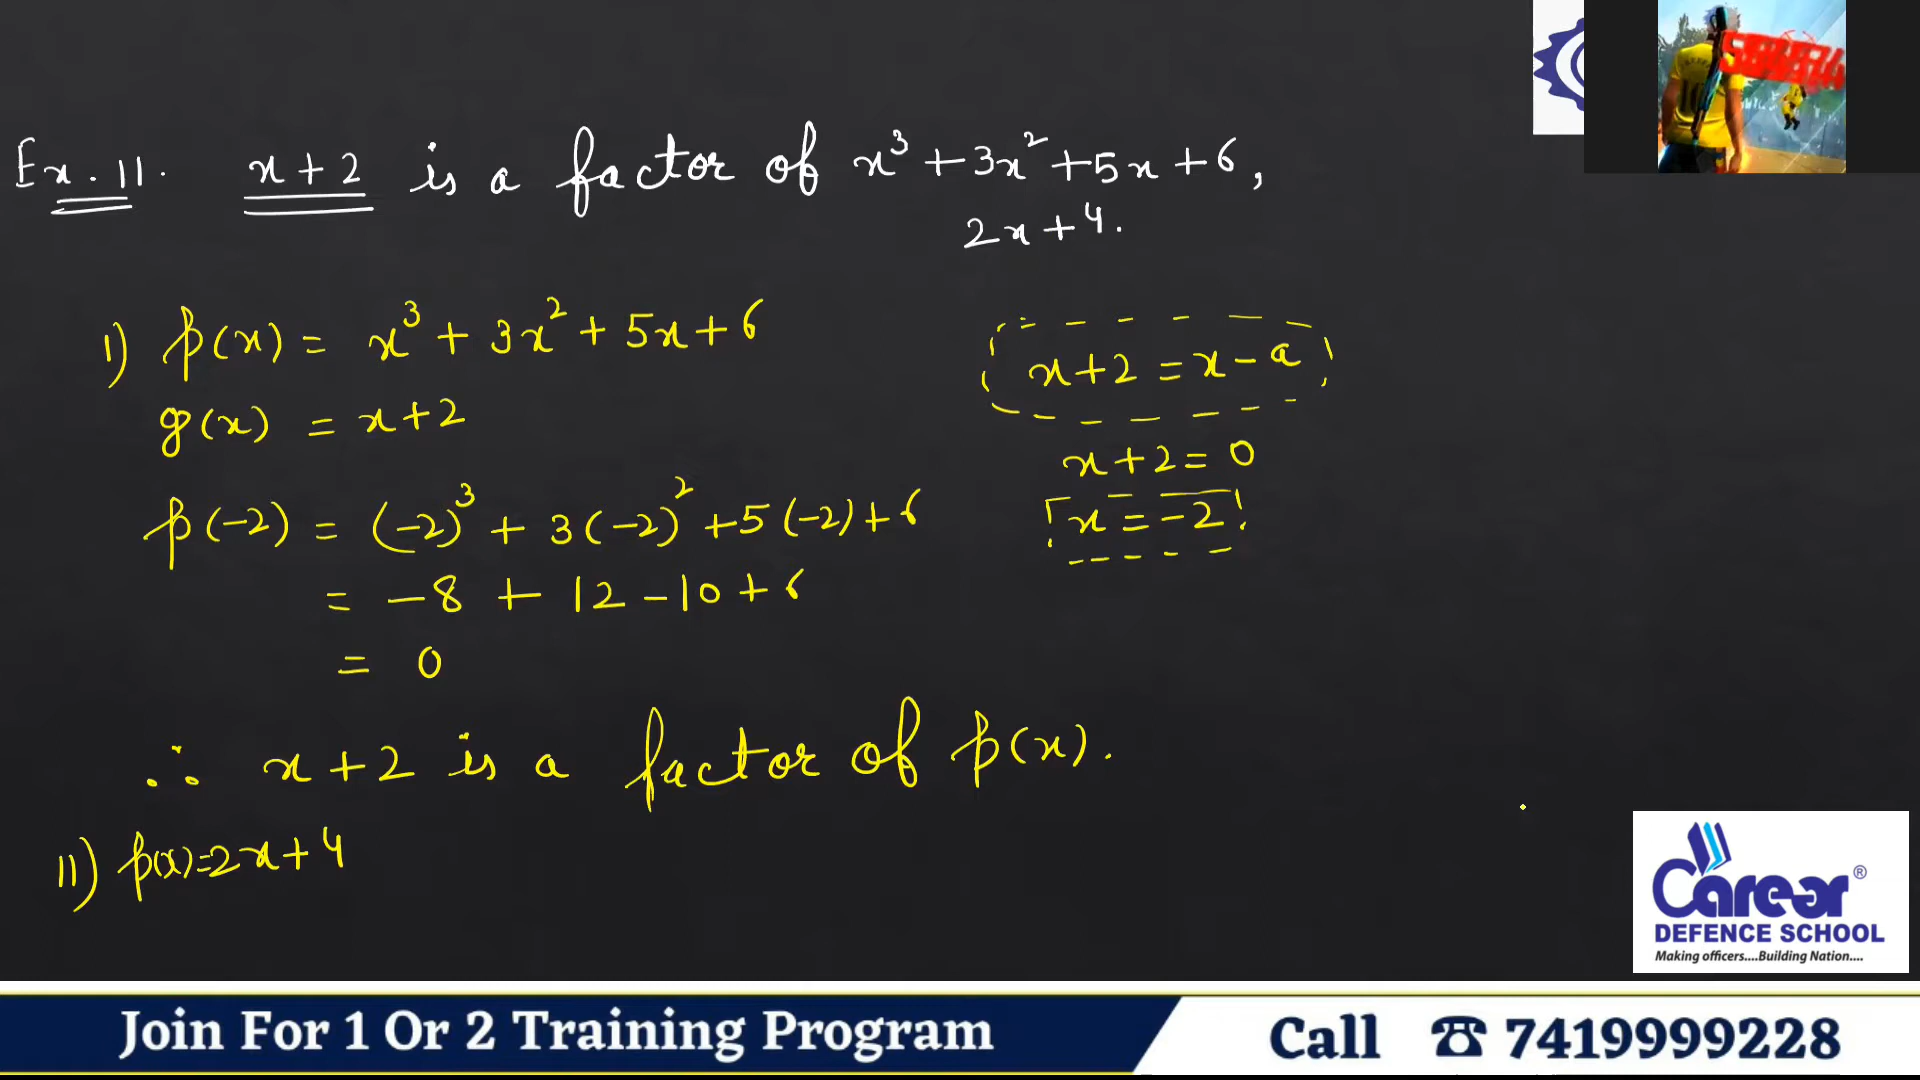 Ex. 11. x+2 is a factor of x³+3x²+5x+6,
2x+4.
I) p(x) = x³ + 3x² + 5x + 6
g(x) = x+2
p(-2) = (-2)³ + 3(-2)² + 5(-2) + 6
= -8 + 12 - 10 + 6
= 0
∴ x+2 is a factor of p(x).
II) p(x)=2x+4
x+2 = x-a
x+2=0
x = -2
Career®
DEFENCE SCHOOL
Making officers....Building Nation....
Join For 1 Or 2 Training Program
Call ☎ 7419999228